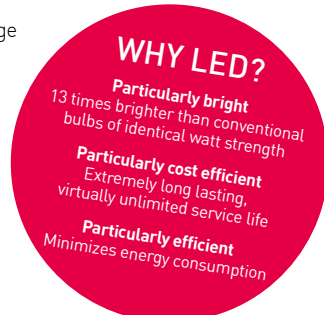 ge
WHY LED?
Particularly bright
13 times brighter than conventional
bulbs of identical watt strength
Particularly cost efficient
Extremely long lasting,
virtually unlimited service life
Particularly efficient
Minimizes energy consumption